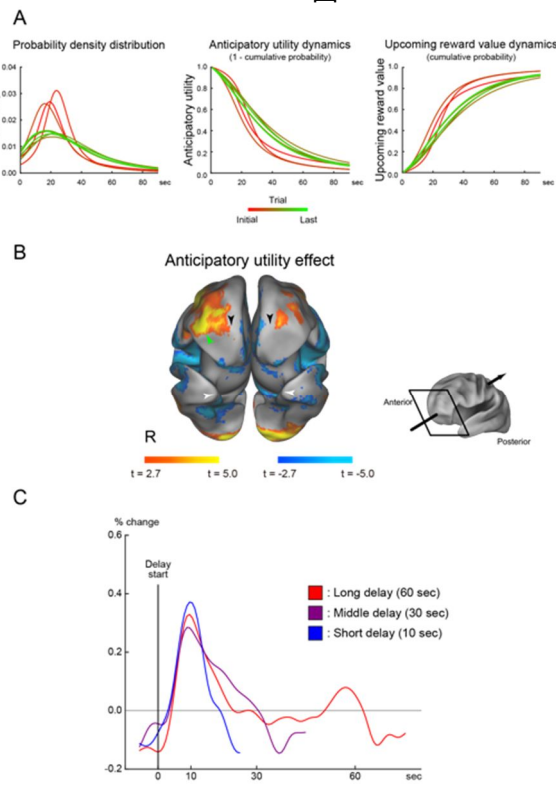 A
Probability density distribution
0.04
0.03
0.02
0.01
0.00
0 20 40 60 80 sec
Anticipatory utility dynamics
(1 - cumulative probability)
Anticipatory utility
1.0
0.8
0.6
0.4
0.2
0.0
0 20 40 60 80 sec
Upcoming reward value dynamics
(cumulative probability)
Upcoming reward value
1.0
0.8
0.6
0.4
0.2
0.0
0 20 40 60 80 sec
Trial
Initial Last
B
Anticipatory utility effect
R
t = 2.7 t = 5.0 t = -2.7 t = -5.0
Anterior
Posterior
C
% change
0.6
0.4
0.2
0.0
-0.2
Delay
start
: Long delay (60 sec)
: Middle delay (30 sec)
: Short delay (10 sec)
0 10 30 60 sec